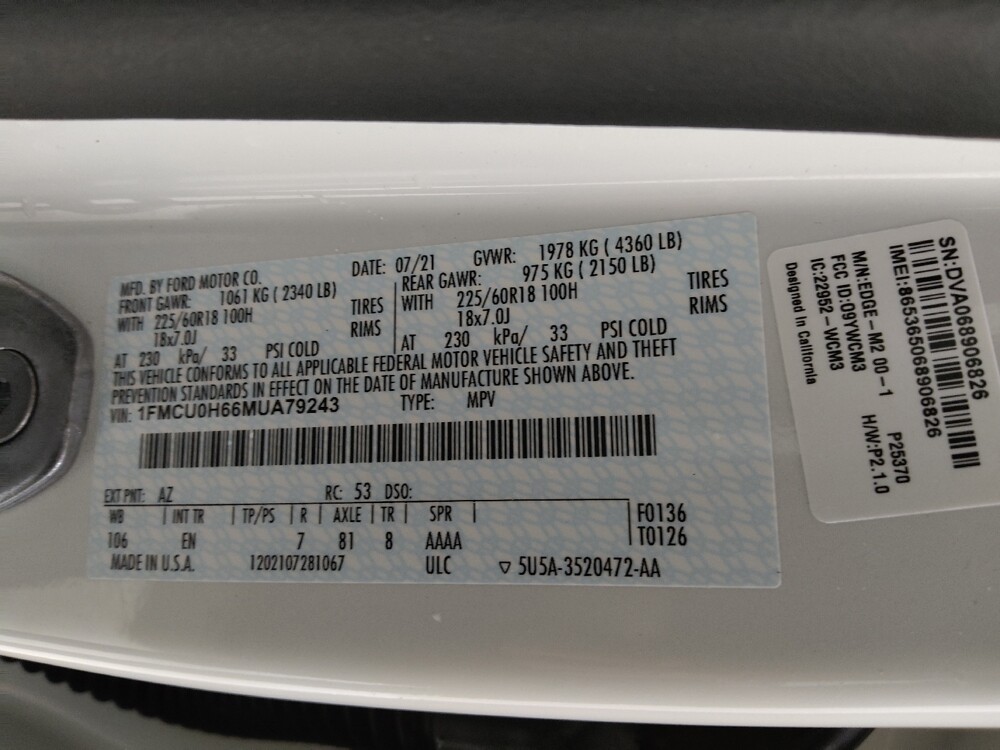 MFD. BY FORD MOTOR CO.
DATE: 07/21 GVWR: 1978 KG ( 4360 LB)
FRONT GAWR: 1061 KG ( 2340 LB)
WITH 225/60R18 100H TIRES
18x7.0J RIMS
AT 230 kPa/ 33 PSI COLD
REAR GAWR: 975 KG ( 2150 LB)
WITH 225/60R18 100H TIRES
18x7.0J RIMS
AT 230 kPa/ 33 PSI COLD
THIS VEHICLE CONFORMS TO ALL APPLICABLE FEDERAL MOTOR VEHICLE SAFETY AND THEFT
PREVENTION STANDARDS IN EFFECT ON THE DATE OF MANUFACTURE SHOWN ABOVE.
VIN: 1FMCU0H66MUA79243 TYPE: MPV
EXT PNT: AZ RC: 53 DSO:
WB INT TR TP/PS R AXLE TR SPR F0136
106 EN 7 81 8 AAAA T0126
MADE IN U.S.A. 1202107281067 ULC ▽ 5U5A-3520472-AA
SN:DVA068906826
IMEI:865365068906826
M/N:EDGE-M2 00-1 P25370
FCC ID:09YWCM3 H/W:P2.1.0
IC:22952-WCM3
Designed in California